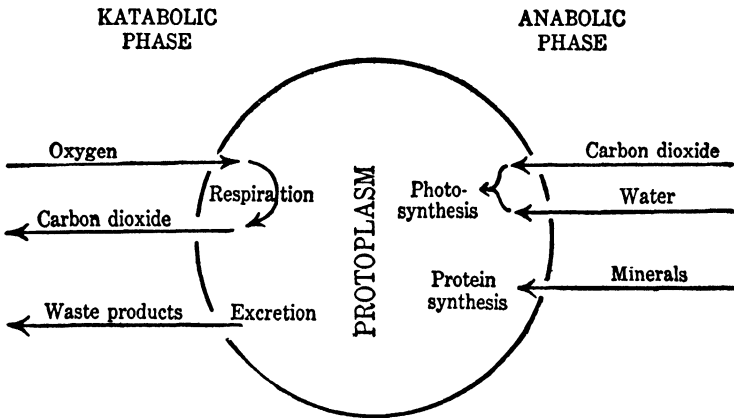 KATABOLIC
PHASE
ANABOLIC
PHASE
Oxygen
Respiration
Carbon dioxide
Waste products
Excretion
PROTOPLASM
Carbon dioxide
Photo-
synthesis
Water
Protein
synthesis
Minerals